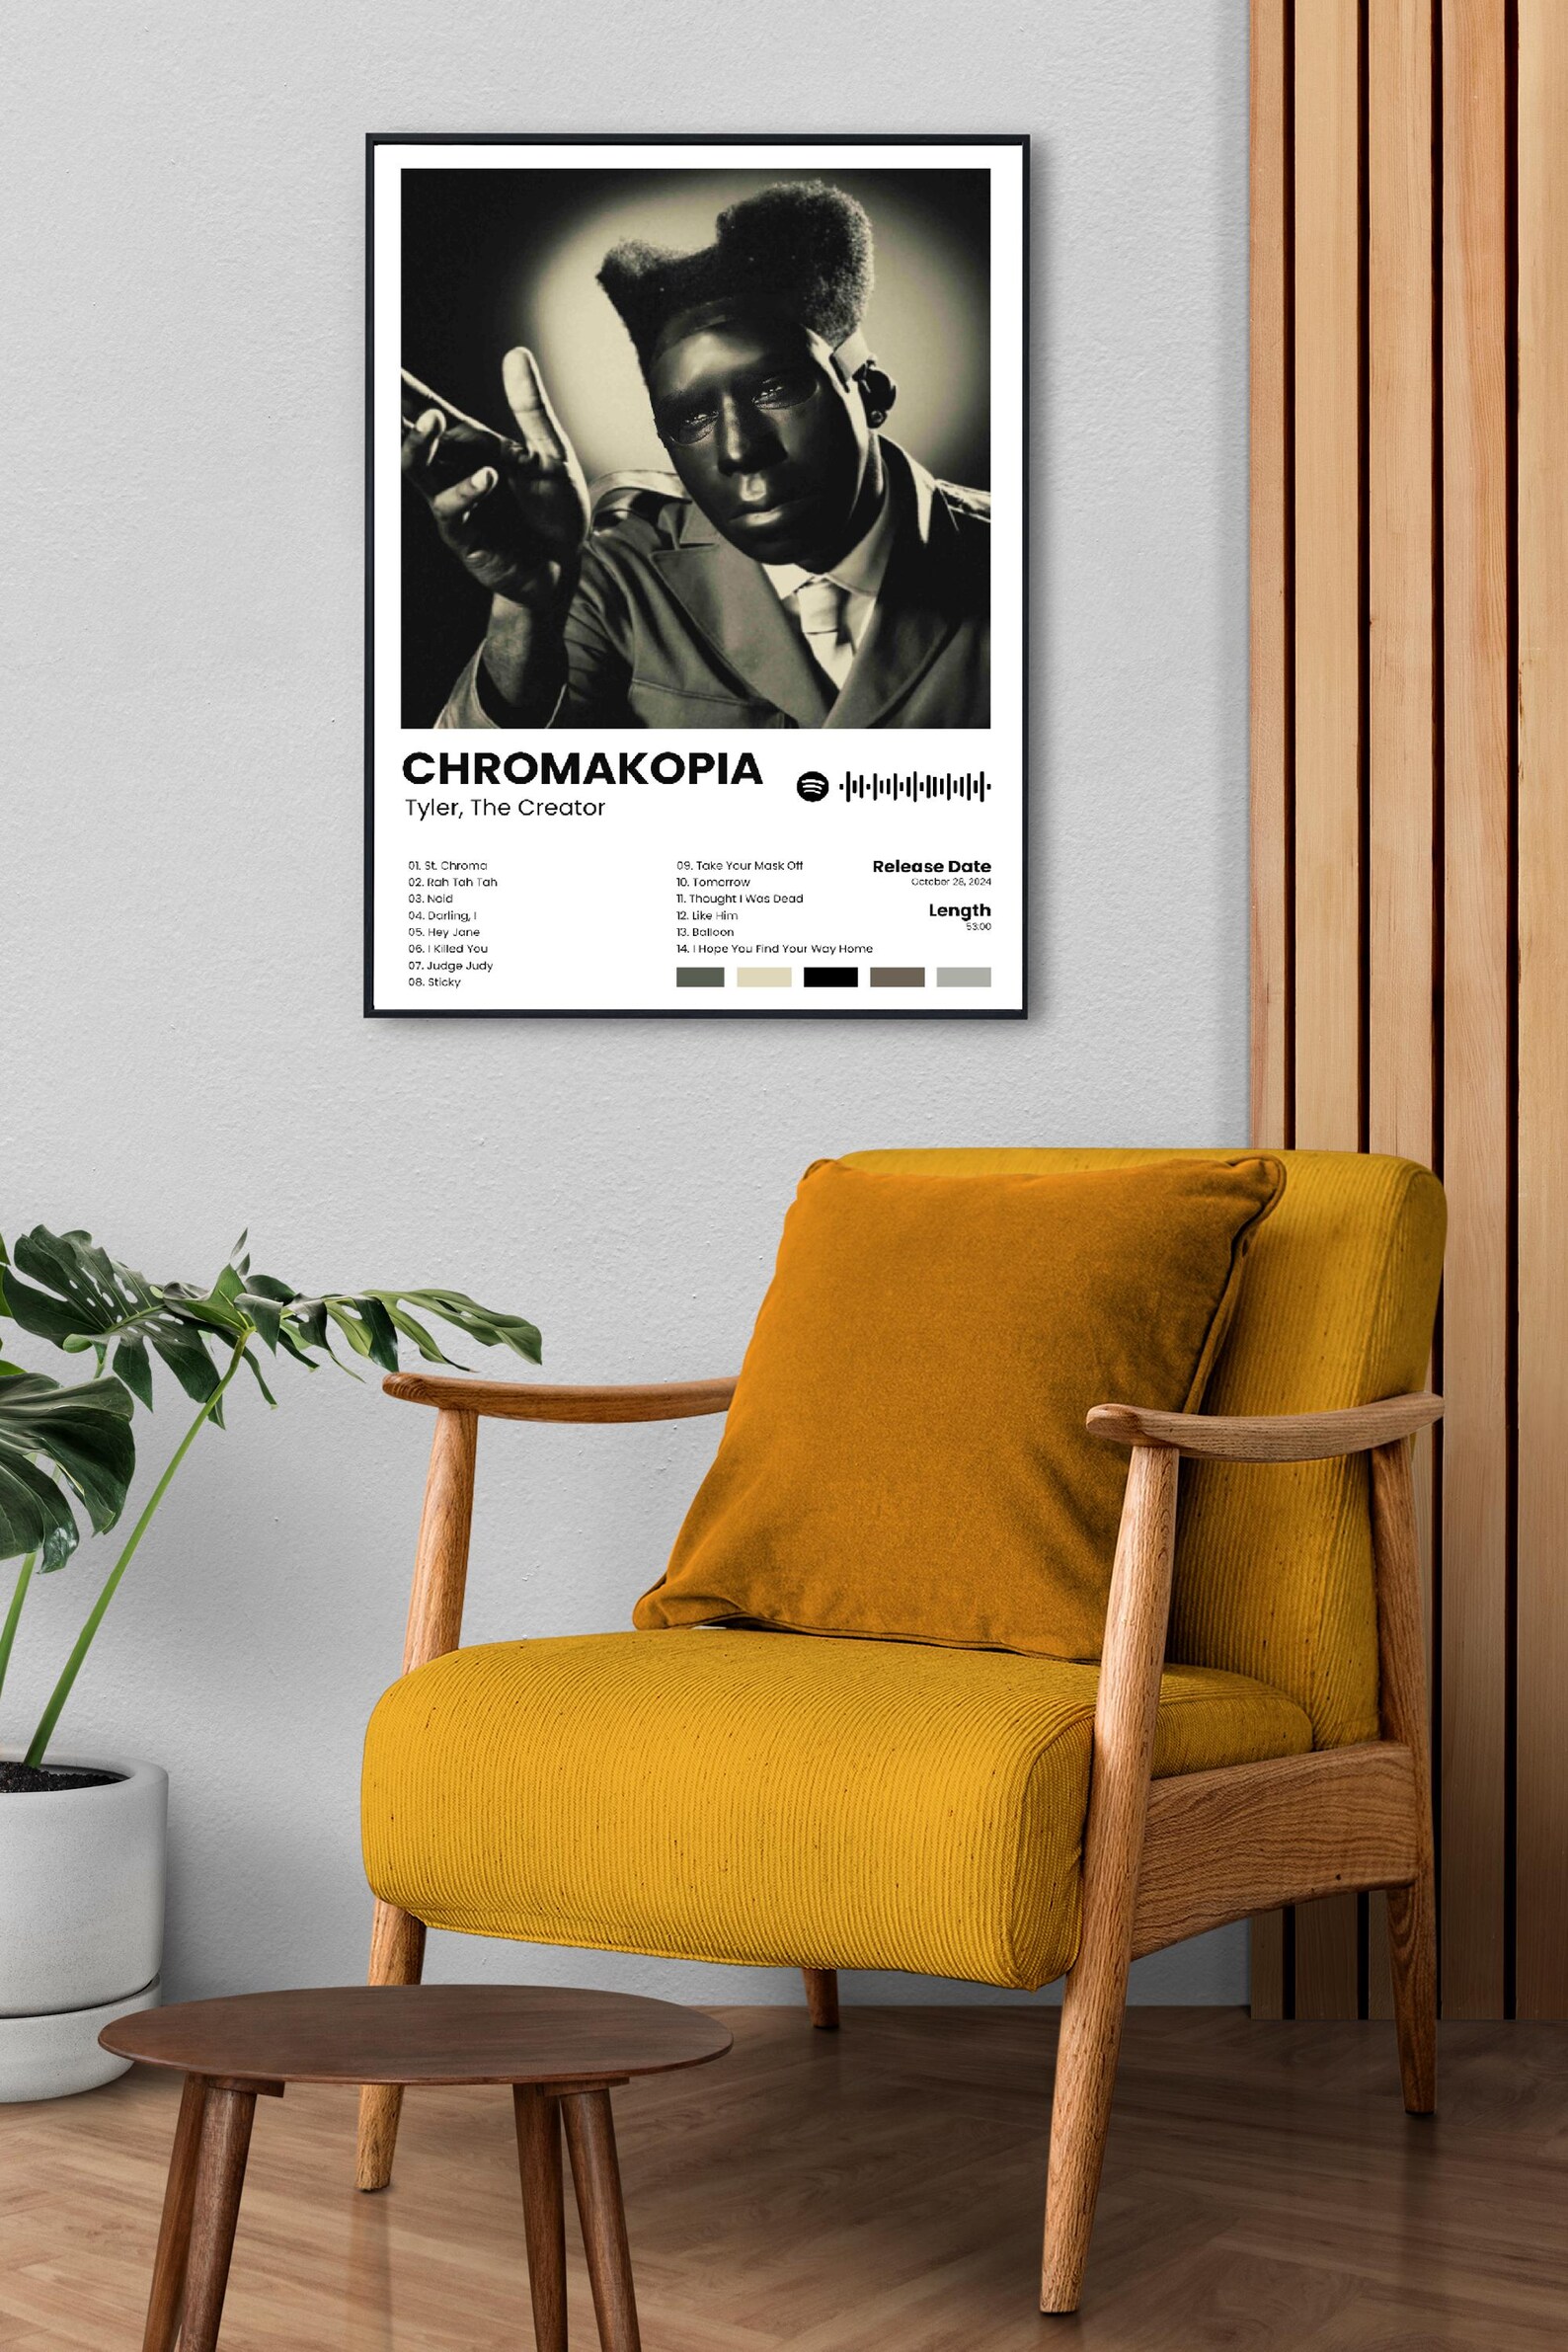 CHROMAKOPIA
Tyler, The Creator
01. St. Chroma
02. Rah Tah Tah
03. Noid
04. Darling, I
05. Hey Jane
06. I Killed You
07. Judge Judy
08. Sticky
09. Take Your Mask Off
10. Tomorrow
11. Thought I Was Dead
12. Like Him
13. Balloon
14. I Hope You Find Your Way Home
Release Date
October 28, 2024
Length
53:00